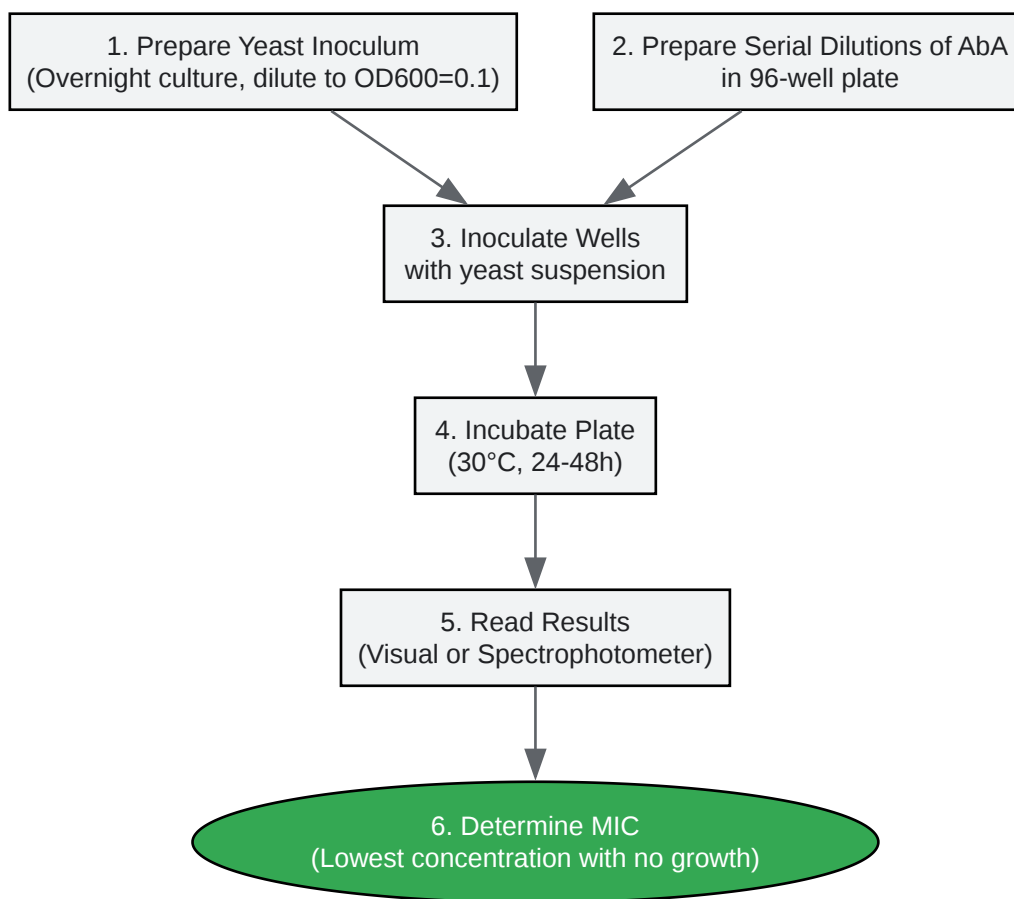 1. Prepare Yeast Inoculum
(Overnight culture, dilute to OD600=0.1)
2. Prepare Serial Dilutions of AbA
in 96-well plate
3. Inoculate Wells
with yeast suspension
4. Incubate Plate
(30°C, 24-48h)
5. Read Results
(Visual or Spectrophotometer)
6. Determine MIC
(Lowest concentration with no growth)